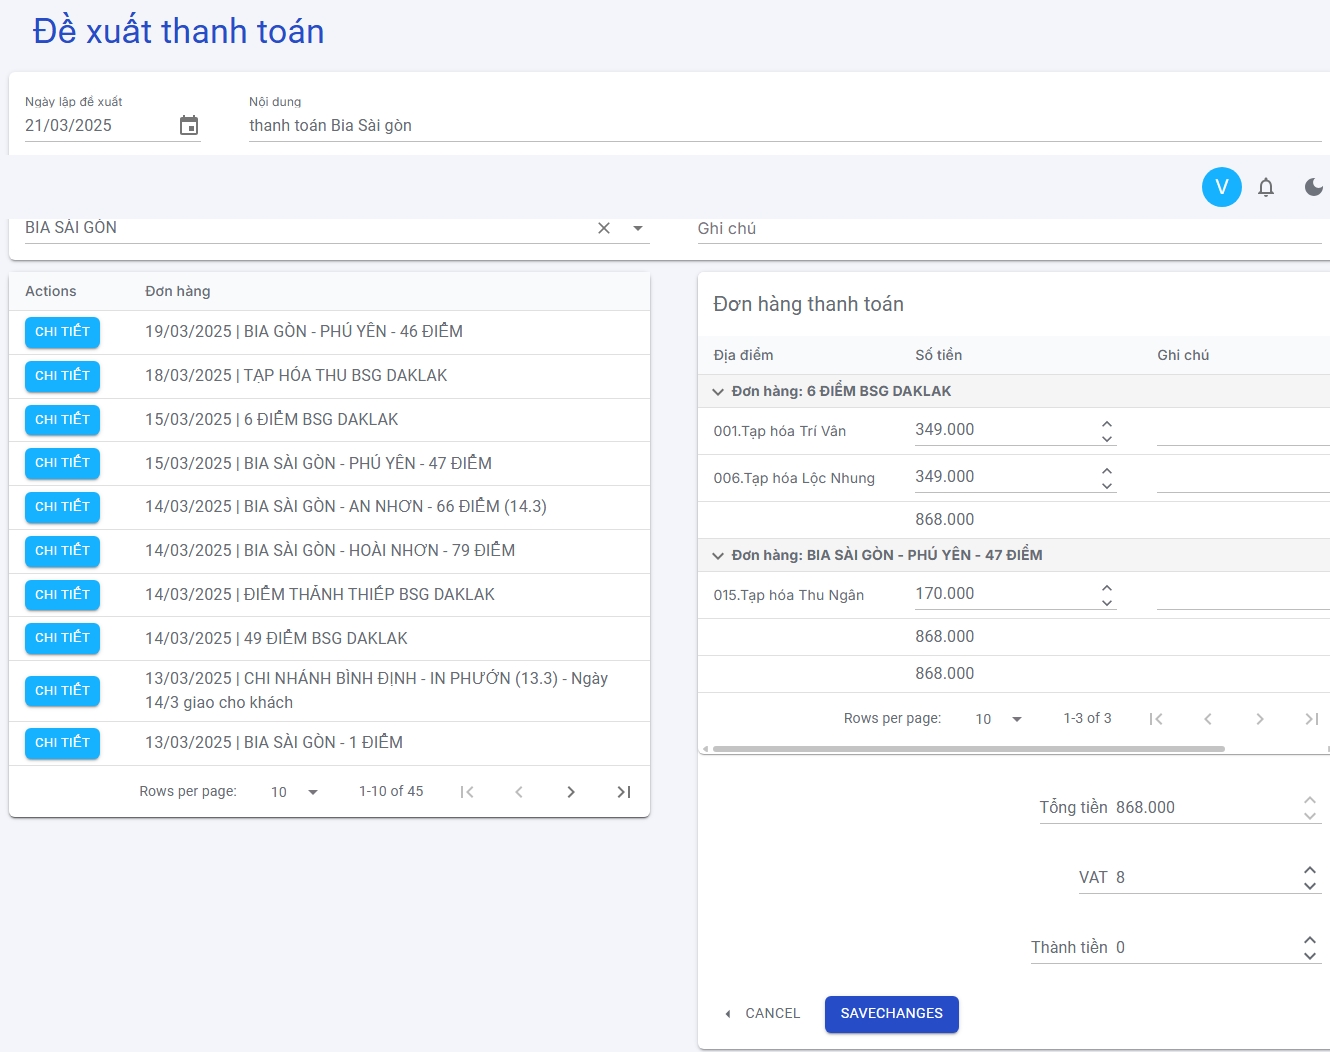 Đề xuất thanh toán
Ngày lập đề xuất
21/03/2025
Nội dung
thanh toán Bia Sài gòn
V
BIA SÀI GÒN
Ghi chú
Actions Đơn hàng
CHI TIẾT 19/03/2025 | BIA GÒN - PHÚ YÊN - 46 ĐIỂM
CHI TIẾT 18/03/2025 | TẠP HÓA THU BSG DAKLAK
CHI TIẾT 15/03/2025 | 6 ĐIỂM BSG DAKLAK
CHI TIẾT 15/03/2025 | BIA SÀI GÒN - PHÚ YÊN - 47 ĐIỂM
CHI TIẾT 14/03/2025 | BIA SÀI GÒN - AN NHƠN - 66 ĐIỂM (14.3)
CHI TIẾT 14/03/2025 | BIA SÀI GÒN - HOÀI NHƠN - 79 ĐIỂM
CHI TIẾT 14/03/2025 | ĐIỂM THẲNH THIẾP BSG DAKLAK
CHI TIẾT 14/03/2025 | 49 ĐIỂM BSG DAKLAK
CHI TIẾT 13/03/2025 | CHI NHÁNH BÌNH ĐỊNH - IN PHƯỚN (13.3) - Ngày
14/3 giao cho khách
CHI TIẾT 13/03/2025 | BIA SÀI GÒN - 1 ĐIỂM
Rows per page: 10 1-10 of 45
Đơn hàng thanh toán
Địa điểm Số tiền Ghi chú
Đơn hàng: 6 ĐIỂM BSG DAKLAK
001.Tạp hóa Trí Vân 349.000
006.Tạp hóa Lộc Nhung 349.000
868.000
Đơn hàng: BIA SÀI GÒN - PHÚ YÊN - 47 ĐIỂM
015.Tạp hóa Thu Ngân 170.000
868.000
868.000
Rows per page: 10 1-3 of 3
Tổng tiền 868.000
VAT 8
Thành tiền 0
CANCEL SAVECHANGES